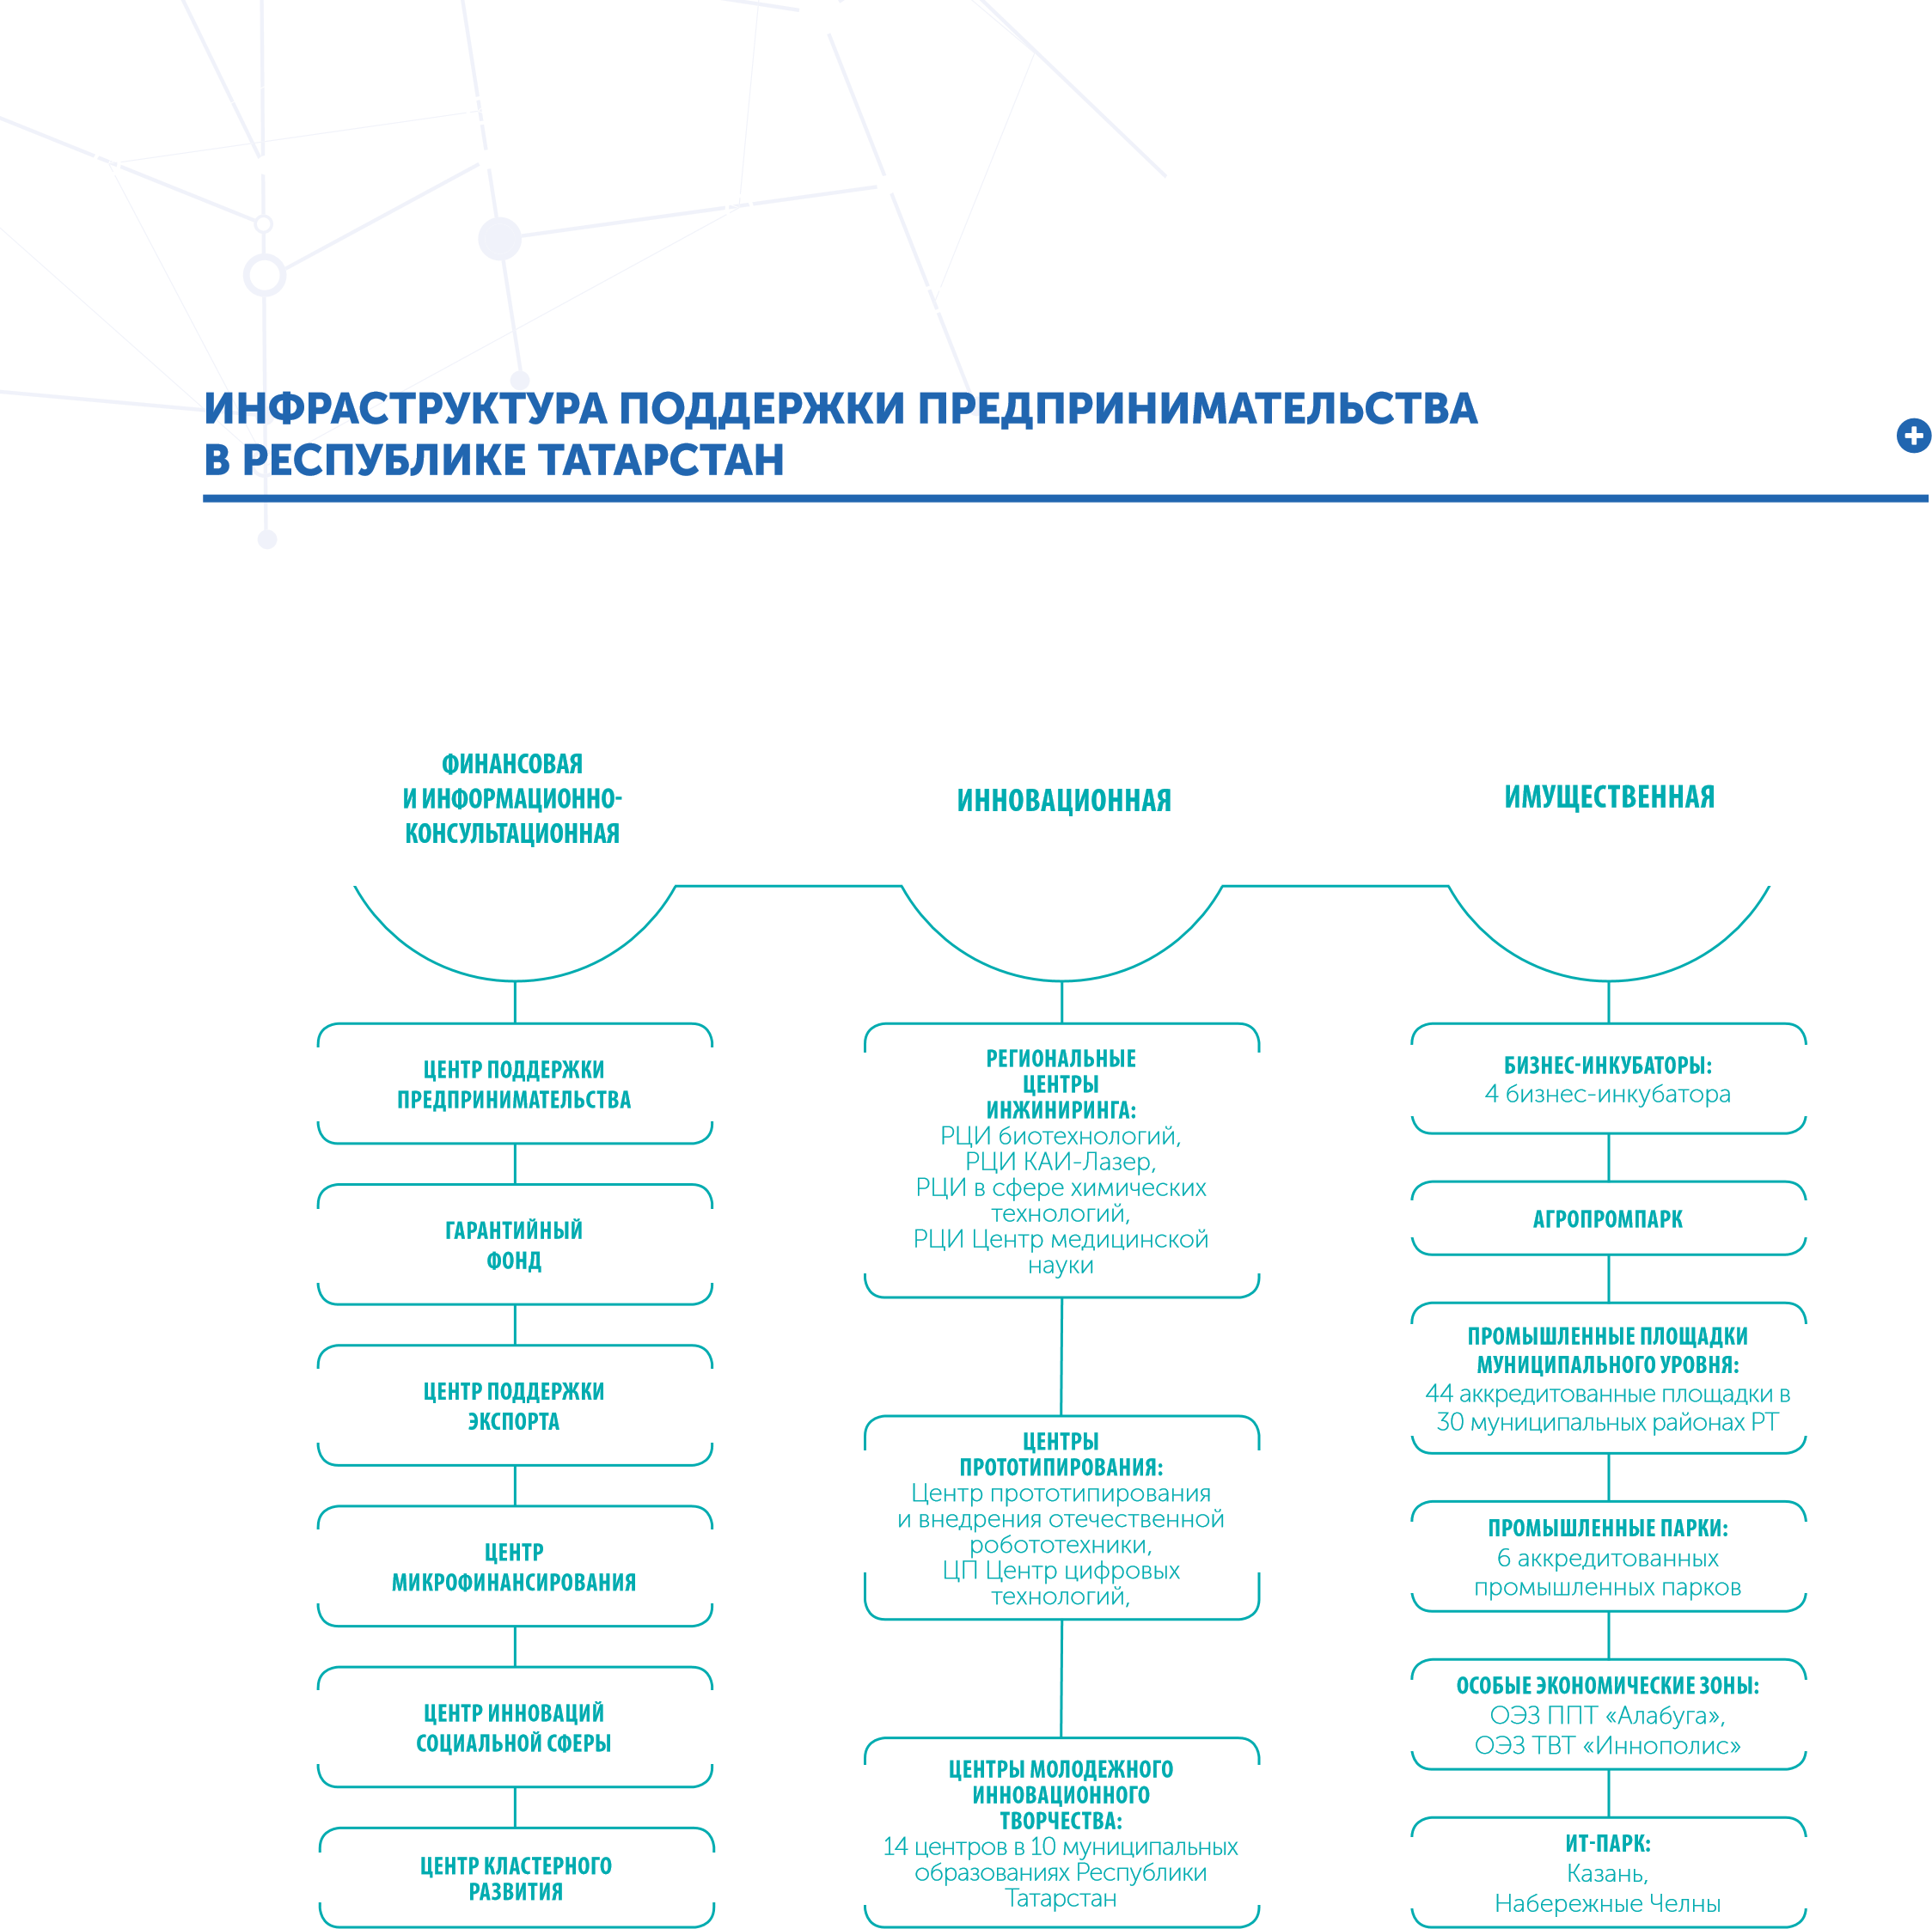 ИНФРАСТРУКТУРА ПОДДЕРЖКИ ПРЕДПРИНИМАТЕЛЬСТВА
В РЕСПУБЛИКЕ ТАТАРСТАН
ФИНАНСОВАЯ
И ИНФОРМАЦИОННО-
КОНСУЛЬТАЦИОННАЯ
ЦЕНТР ПОДДЕРЖКИ
ПРЕДПРИНИМАТЕЛЬСТВА
ГАРАНТИЙНЫЙ
ФОНД
ЦЕНТР ПОДДЕРЖКИ
ЭКСПОРТА
ЦЕНТР
МИКРОФИНАНСИРОВАНИЯ
ЦЕНТР ИННОВАЦИЙ
СОЦИАЛЬНОЙ СФЕРЫ
ЦЕНТР КЛАСТЕРНОГО
РАЗВИТИЯ
ИННОВАЦИОННАЯ
РЕГИОНАЛЬНЫЕ
ЦЕНТРЫ
ИНЖИНИРИНГА:
РЦИ биотехнологий,
РЦИ КАИ-Лазер,
РЦИ в сфере химических
технологий,
РЦИ Центр медицинской
науки
ЦЕНТРЫ
ПРОТОТИПИРОВАНИЯ:
Центр прототипирования
и внедрения отечественной
робототехники,
ЦП Центр цифровых
технологий,
ЦЕНТРЫ МОЛОДЕЖНОГО
ИННОВАЦИОННОГО
ТВОРЧЕСТВА:
14 центров в 10 муниципальных
образованиях Республики
Татарстан
ИМУЩЕСТВЕННАЯ
БИЗНЕС-ИНКУБАТОРЫ:
4 бизнес-инкубатора
АГРОПРОМПАРК
ПРОМЫШЛЕННЫЕ ПЛОЩАДКИ
МУНИЦИПАЛЬНОГО УРОВНЯ:
44 аккредитованные площадки в
30 муниципальных районах РТ
ПРОМЫШЛЕННЫЕ ПАРКИ:
6 аккредитованных
промышленных парков
ОСОБЫЕ ЭКОНОМИЧЕСКИЕ ЗОНЫ:
ОЭЗ ППТ «Алабуга»,
ОЭЗ ТВТ «Иннополис»
ИТ-ПАРК:
Казань,
Набережные Челны